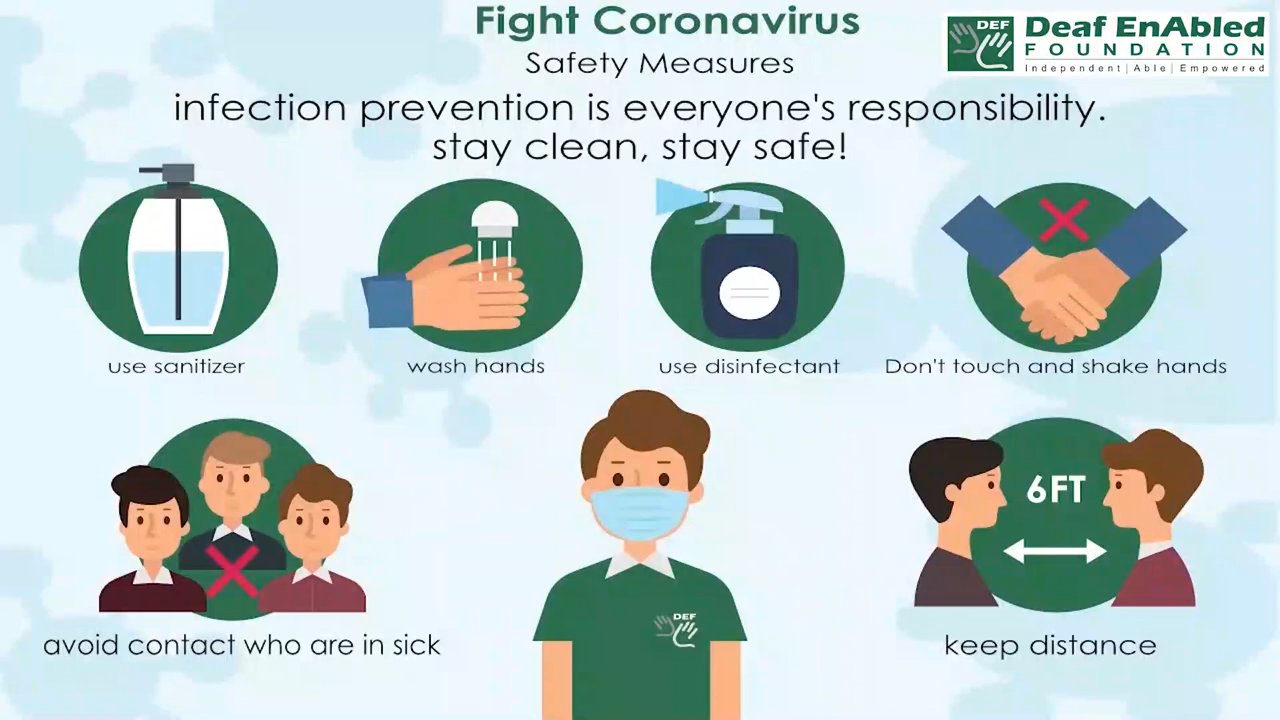 Fight Coronavirus
Safety Measures
DEF
Deaf EnAbled
FOUNDATION
Independent | Able | Empowered
infection prevention is everyone's responsibility.
stay clean, stay safe!
use sanitizer
wash hands
use disinfectant
Don't touch and shake hands
6FT
DEF
avoid contact who are in sick
keep distance